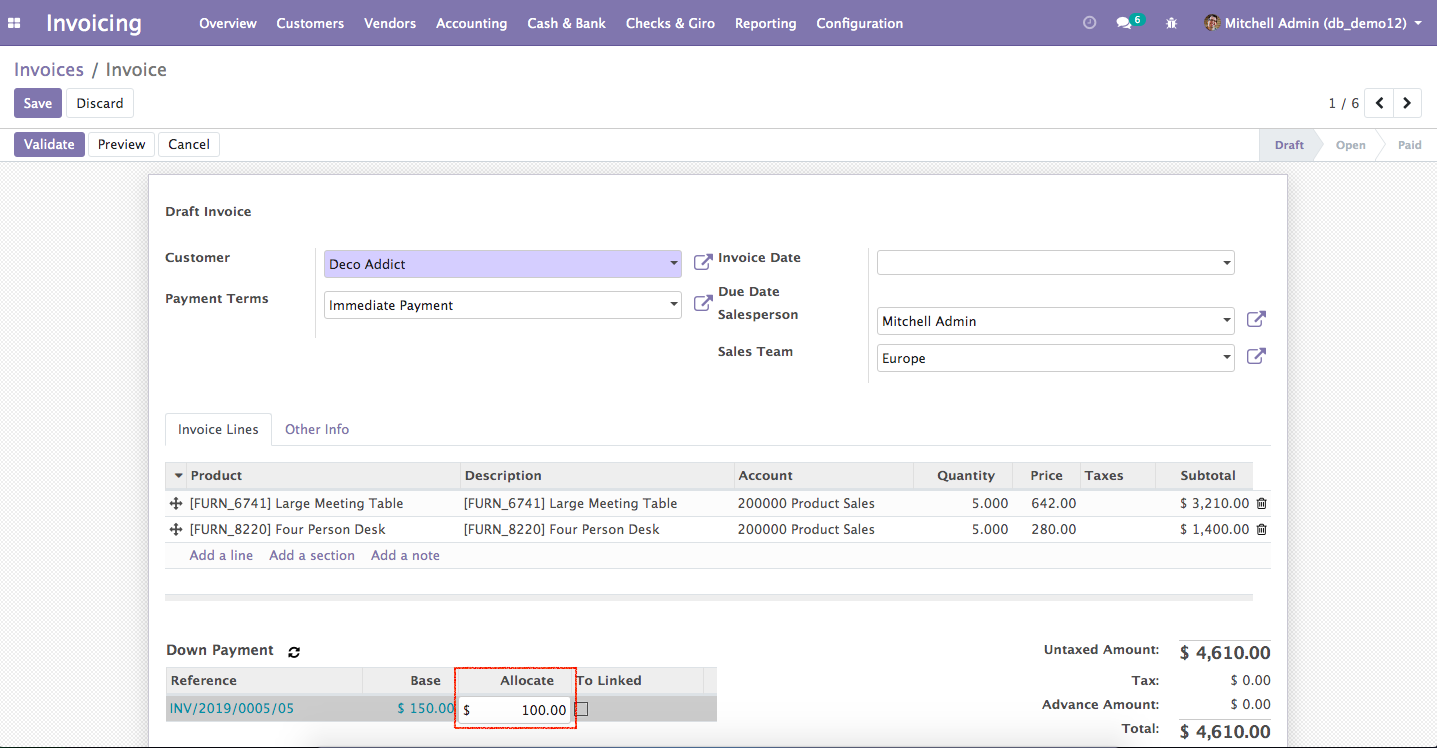 Invoicing Overview Customers Vendors Accounting Cash & Bank Checks & Giro Reporting Configuration 6 Mitchell Admin (db_demo12)
Invoices / Invoice
Save Discard 1 / 6
Validate Preview Cancel Draft Open Paid
Draft Invoice
Customer Deco Addict Invoice Date
Payment Terms Immediate Payment Due Date
Salesperson Mitchell Admin
Sales Team Europe
Invoice Lines Other Info
Product Description Account Quantity Price Taxes Subtotal
[FURN_6741] Large Meeting Table [FURN_6741] Large Meeting Table 200000 Product Sales 5.000 642.00 $ 3,210.00
[FURN_8220] Four Person Desk [FURN_8220] Four Person Desk 200000 Product Sales 5.000 280.00 $ 1,400.00
Add a line Add a section Add a note
Down Payment Untaxed Amount: $ 4,610.00
Reference Base Allocate To Linked Tax: $ 0.00
INV/2019/0005/05 $ 150.00 $ 100.00 Advance Amount: $ 0.00
Total: $ 4,610.00